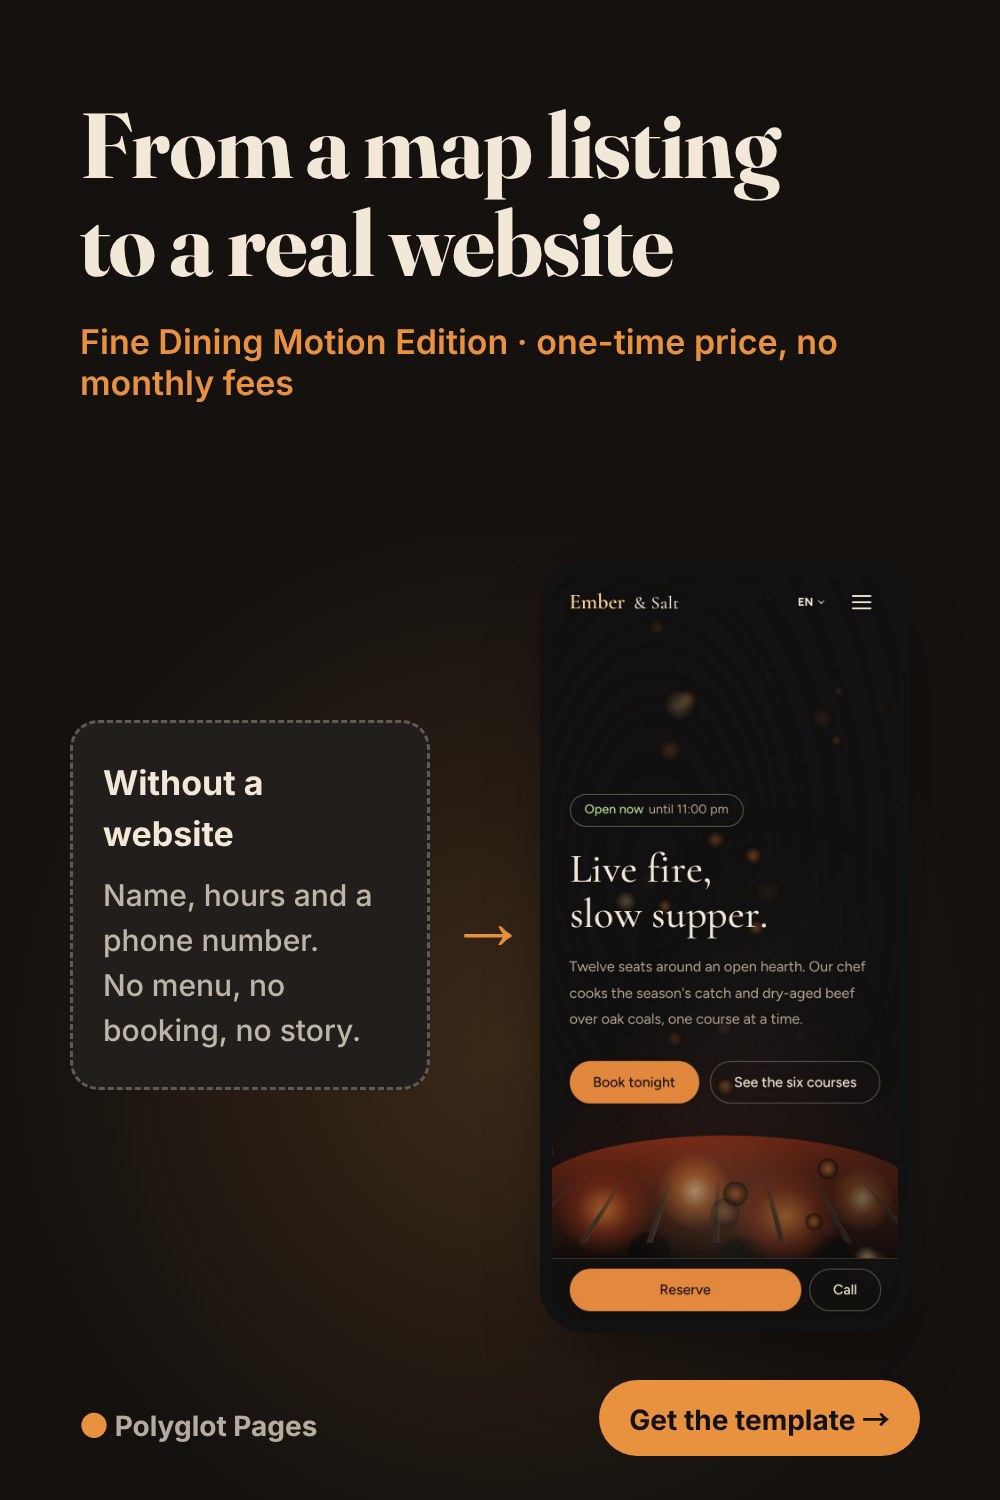 From a map listing
to a real website
Fine Dining Motion Edition · one-time price, no
monthly fees
Without a
website
Name, hours and a
phone number.
No menu, no
booking, no story.
→
Ember & Salt
EN
Open now until 11:00 pm
Live fire,
slow supper.
Twelve seats around an open hearth. Our chef
cooks the season's catch and dry-aged beef
over oak coals, one course at a time.
Book tonight
See the six courses
Reserve
Call
Polyglot Pages
Get the template →